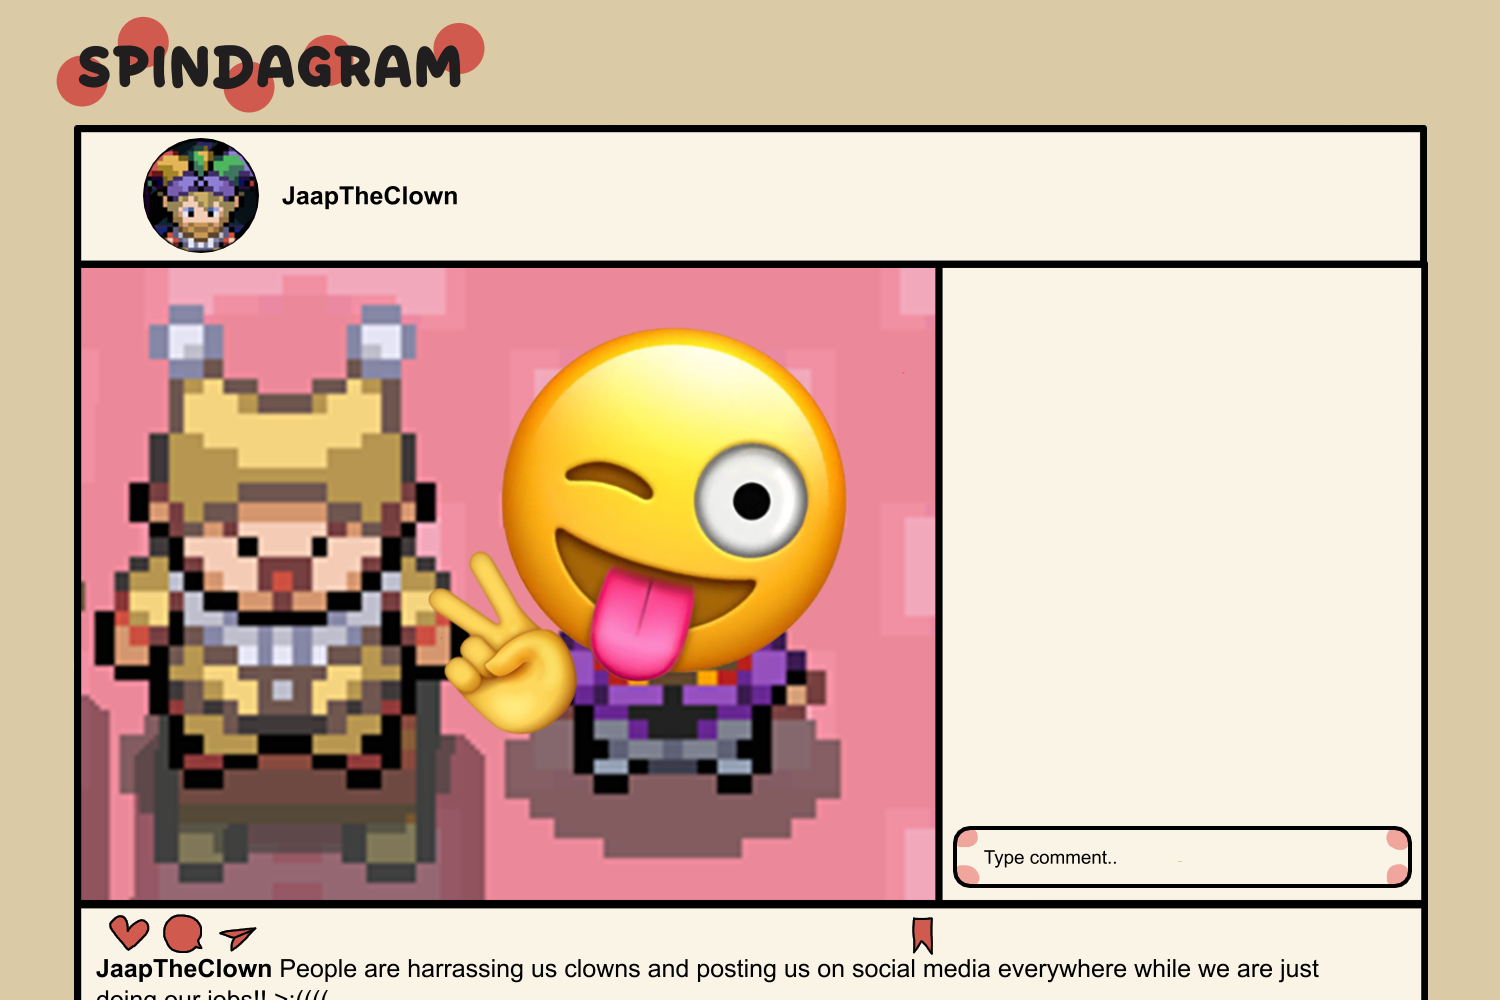 SPINDAGRAM
JaapTheClown
Type comment..
JaapTheClown People are harrassing us clowns and posting us on social media everywhere while we are just
doing our jobs!! >:((((